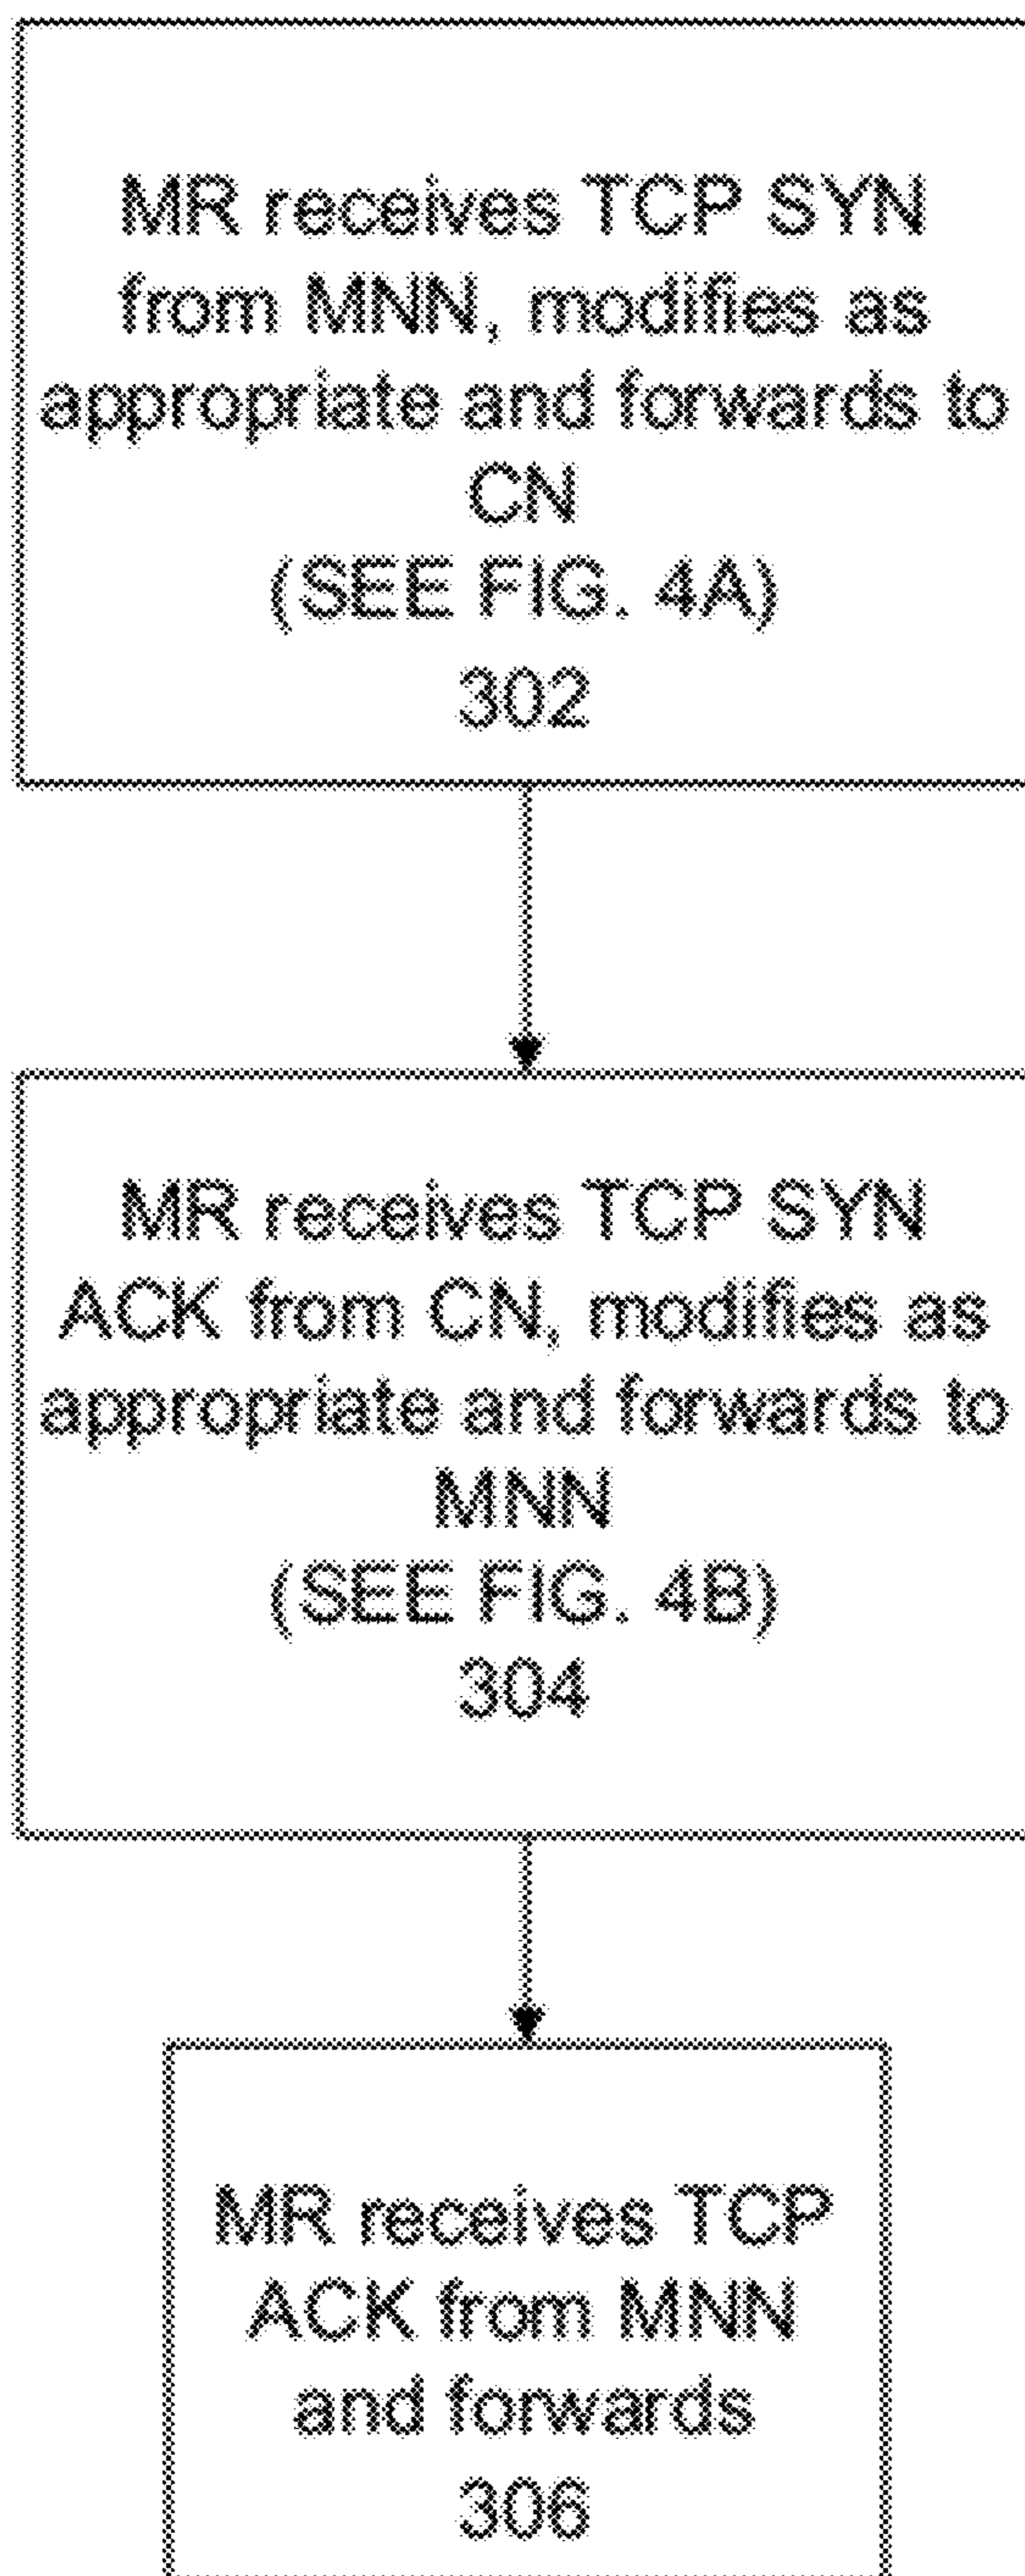 MR receives TCP SYN
from MNN, modifies as
appropriate and forwards to
CN
(SEE FIG. 4A)
302
MR receives TCP SYN
ACK from CN, modifies as
appropriate and forwards to
MNN
(SEE FIG. 4B)
304
MR receives TCP
ACK from MNN
and forwards
306